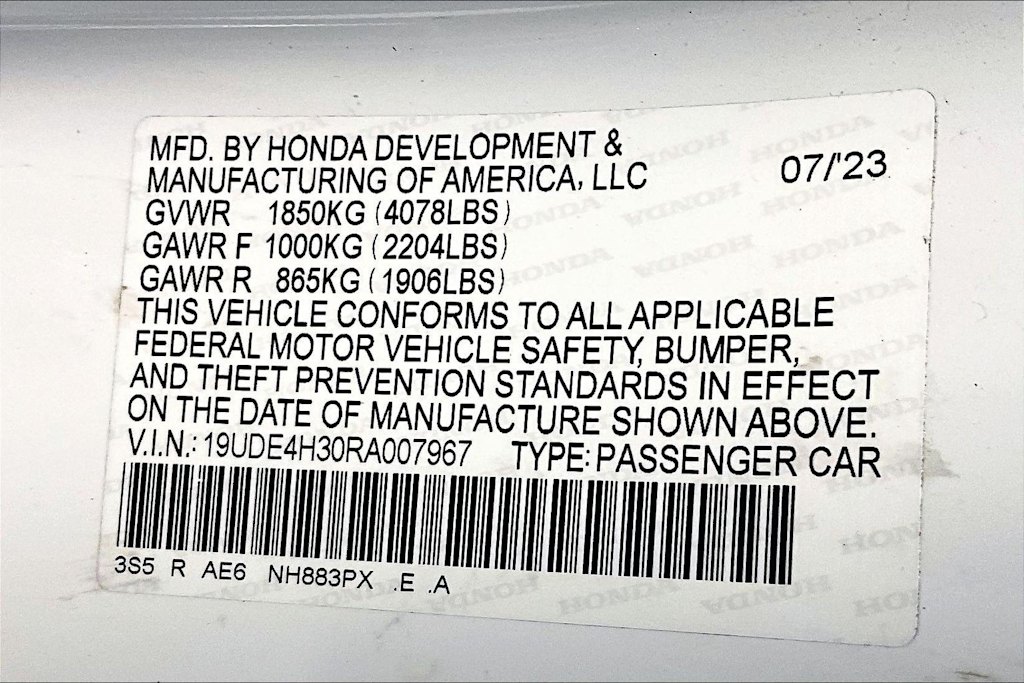 MFD. BY HONDA DEVELOPMENT &
MANUFACTURING OF AMERICA, LLC 07/'23
GVWR 1850KG (4078LBS)
GAWR F 1000KG (2204LBS)
GAWR R 865KG (1906LBS)
THIS VEHICLE CONFORMS TO ALL APPLICABLE
FEDERAL MOTOR VEHICLE SAFETY, BUMPER,
AND THEFT PREVENTION STANDARDS IN EFFECT
ON THE DATE OF MANUFACTURE SHOWN ABOVE.
V.I.N.: 19UDE4H30RA007967 TYPE: PASSENGER CAR
3S5 R AE6 NH883PX .E .A